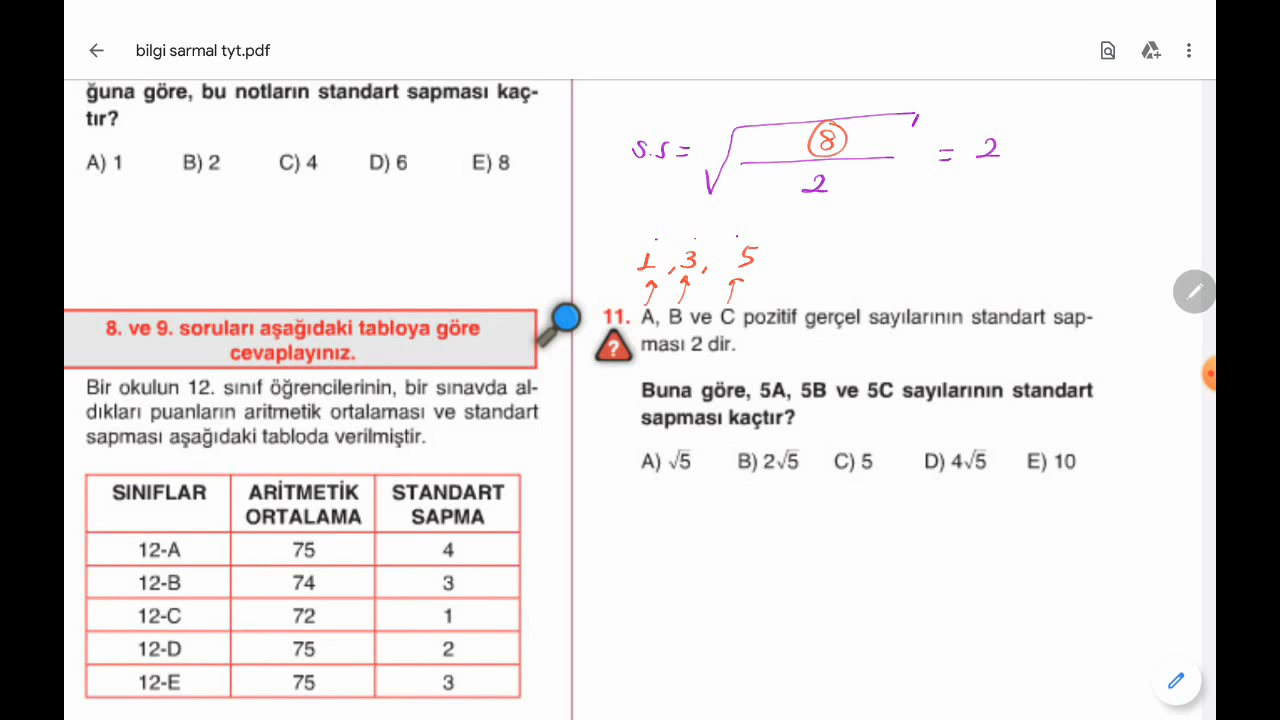 bilgi sarmal tyt.pdf
ğuna göre, bu notların standart sapması kaç-
tır?
A) 1 B) 2 C) 4 D) 6 E) 8
8. ve 9. soruları aşağıdaki tabloya göre
cevaplayınız.
Bir okulun 12. sınıf öğrencilerinin, bir sınavda al-
dıkları puanların aritmetik ortalaması ve standart
sapması aşağıdaki tabloda verilmiştir.
SINIFLAR ARİTMETİK ORTALAMA STANDART SAPMA
12-A 75 4
12-B 74 3
12-C 72 1
12-D 75 2
12-E 75 3
s.s = √(8/2) = 2
1, 3, 5
11. A, B ve C pozitif gerçel sayılarının standart sap-
? ması 2 dir.
Buna göre, 5A, 5B ve 5C sayılarının standart
sapması kaçtır?
A) √5 B) 2√5 C) 5 D) 4√5 E) 10